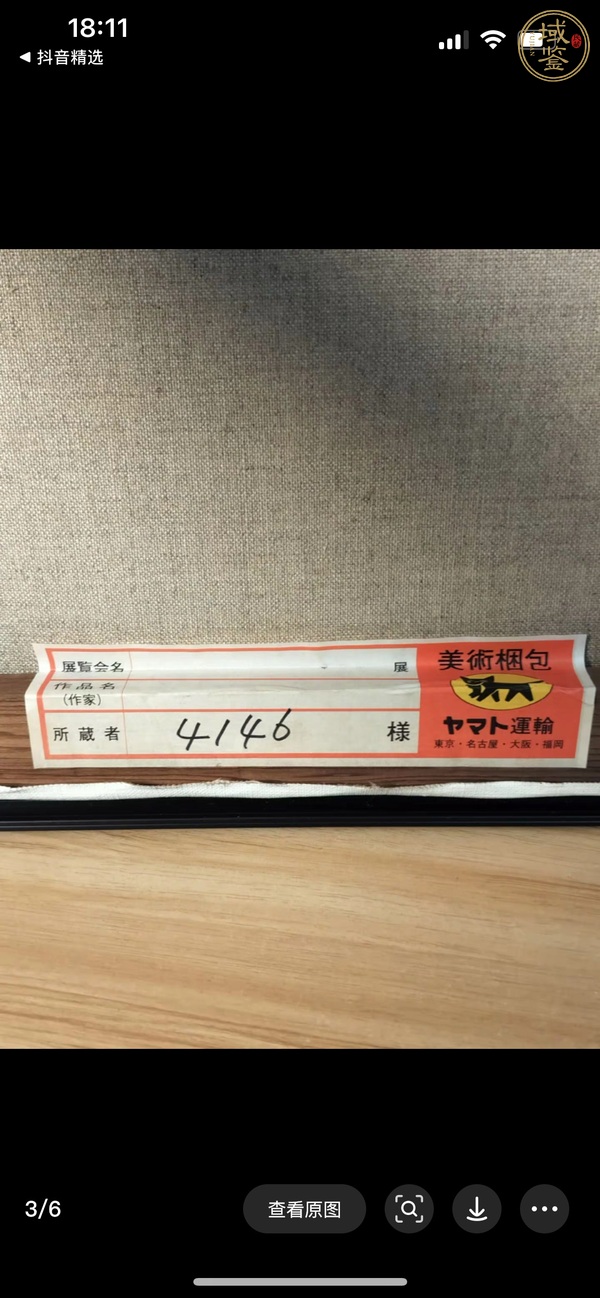 18:11
◀ 抖音精选
域鉴
展覧会名 展
作品名
(作家)
所蔵者 4146 様
美術梱包
ヤマト運輸
東京・名古屋・大阪・福岡
3/6
查看原图